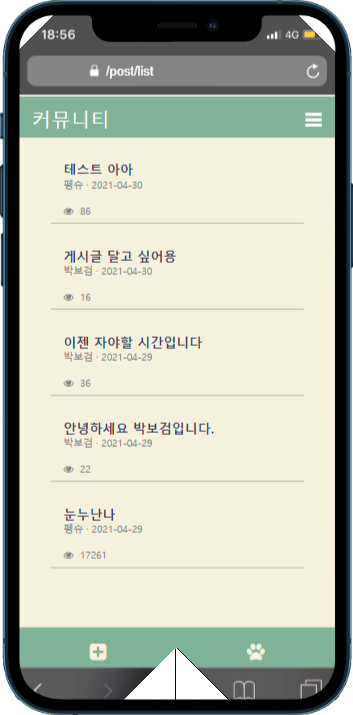 18:56 4G
/post/list
커뮤니티
테스트 아아
펭슈 · 2021-04-30
86
게시글 달고 싶어용
박보검 · 2021-04-30
16
이젠 자야할 시간입니다
박보검 · 2021-04-29
36
안녕하세요 박보검입니다.
박보검 · 2021-04-29
22
눈누난나
펭슈 · 2021-04-29
17261